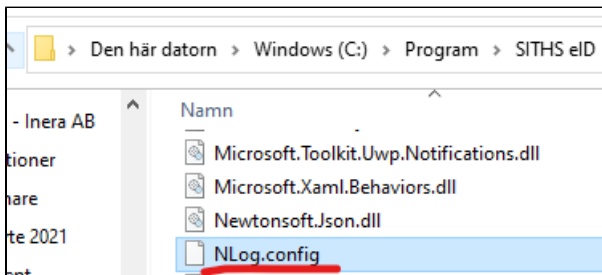 Den här datorn > Windows (C:) > Program > SITHS eID
Namn
- Inera AB
Microsoft.Toolkit.Uwp.Notifications.dll
tioner
Microsoft.Xaml.Behaviors.dll
nare
Newtonsoft.Json.dll
rte 2021
NLog.config